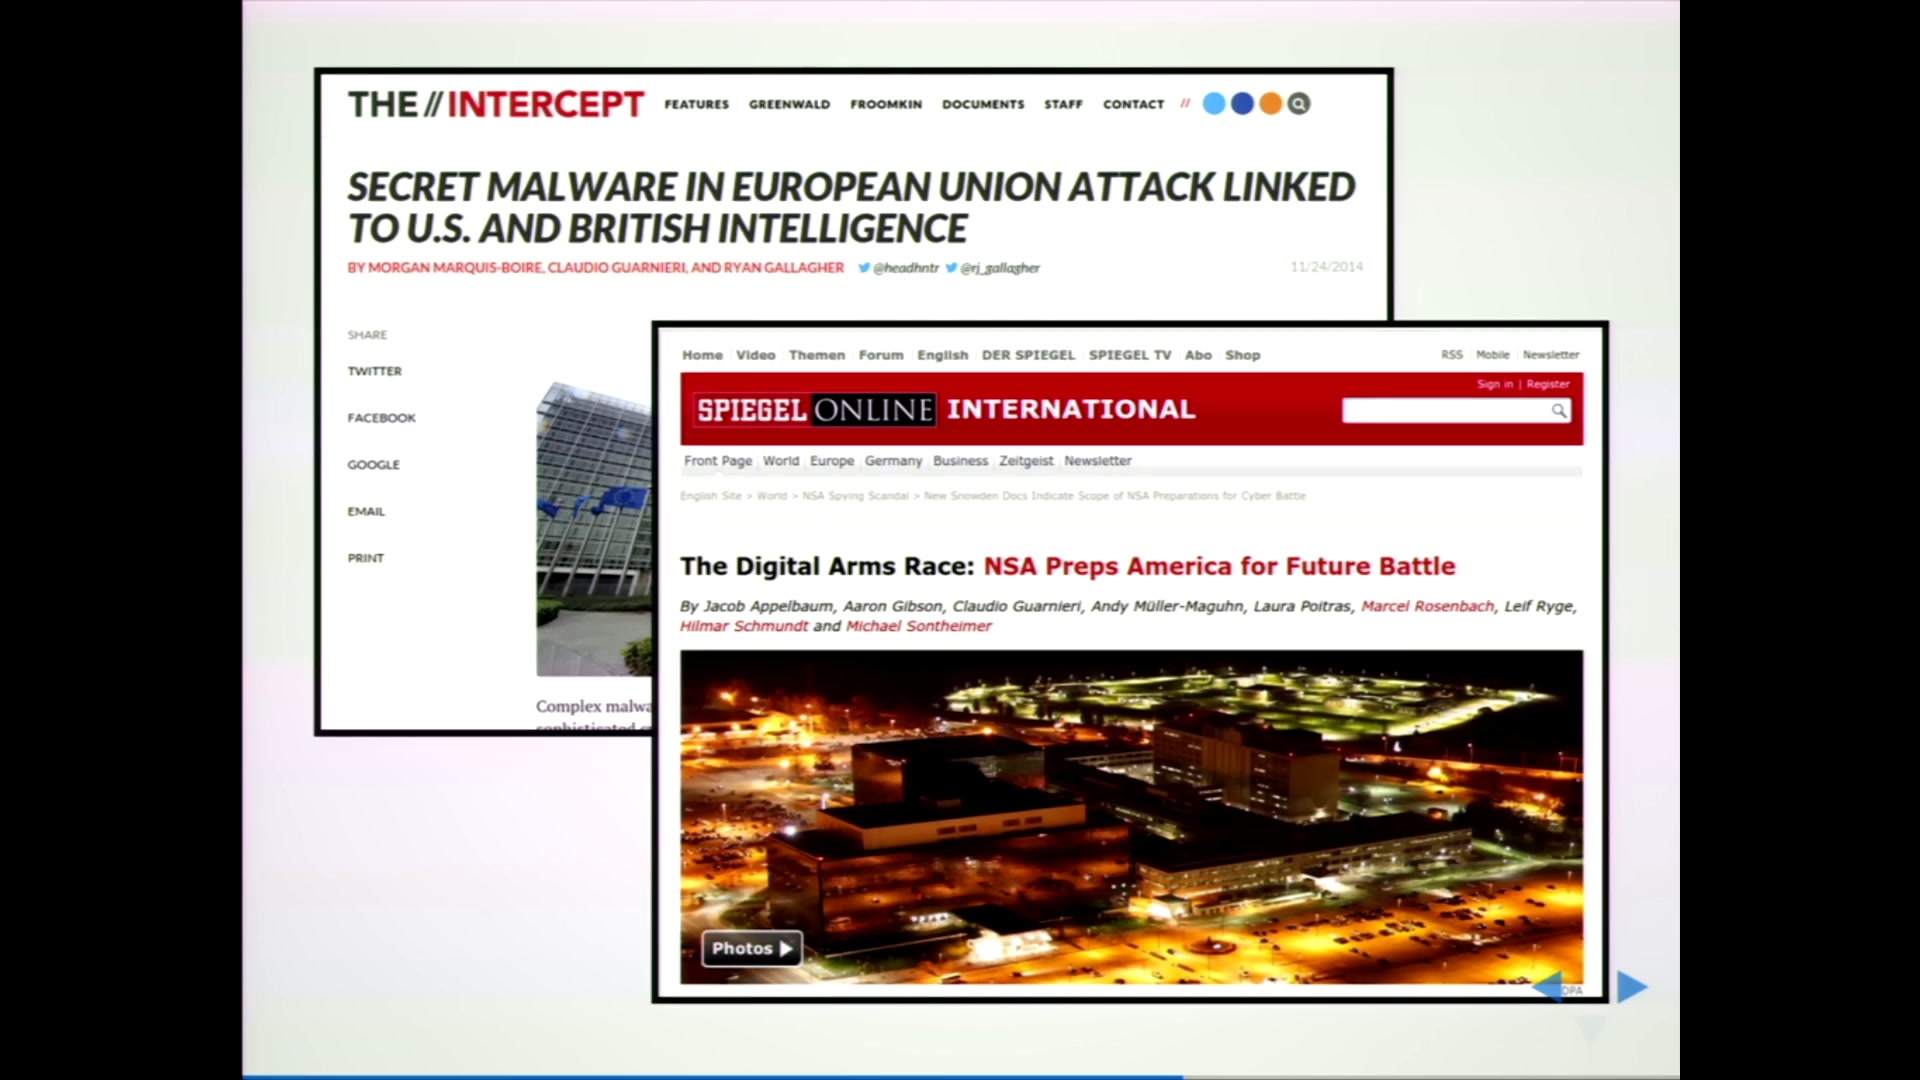 THE // INTERCEPT
FEATURES GREENWALD FROOMKIN DOCUMENTS STAFF CONTACT //
SECRET MALWARE IN EUROPEAN UNION ATTACK LINKED
TO U.S. AND BRITISH INTELLIGENCE
BY MORGAN MARQUIS-BOIRE, CLAUDIO GUARNIERI, AND RYAN GALLAGHER @headhntr @rj_gallagher 11/24/2014
SHARE
TWITTER
FACEBOOK
GOOGLE
EMAIL
PRINT
Complex
Home Video Themen Forum English DER SPIEGEL SPIEGEL TV Abo Shop RSS Mobile Newsletter
Sign in | Register
SPIEGEL ONLINE INTERNATIONAL
Front Page World Europe Germany Business Zeitgeist Newsletter
English Site > World > NSA Spying Scandal > New Snowden Docs Indicate Scope of NSA Preparations for Cyber Battle
The Digital Arms Race: NSA Preps America for Future Battle
By Jacob Appelbaum, Aaron Gibson, Claudio Guarnieri, Andy Müller-Maguhn, Laura Poitras, Marcel Rosenbach, Leif Ryge,
Hilmar Schmundt and Michael Sontheimer
Photos
DPA